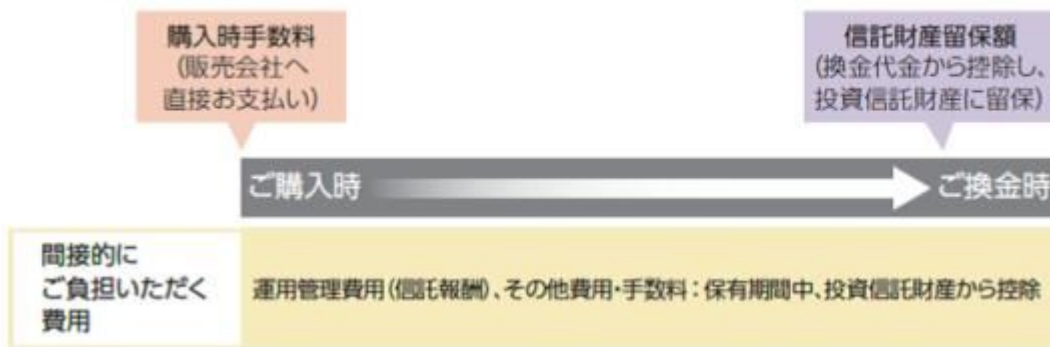 購入時手数料
(販売会社へ
直接お支払い)
信託財産留保額
(換金代金から控除し、
投資信託財産に留保)
ご購入時
ご換金時
間接的に
ご負担いただく
費用
運用管理費用(信託報酬)、その他費用・手数料:保有期間中、投資信託財産から控除